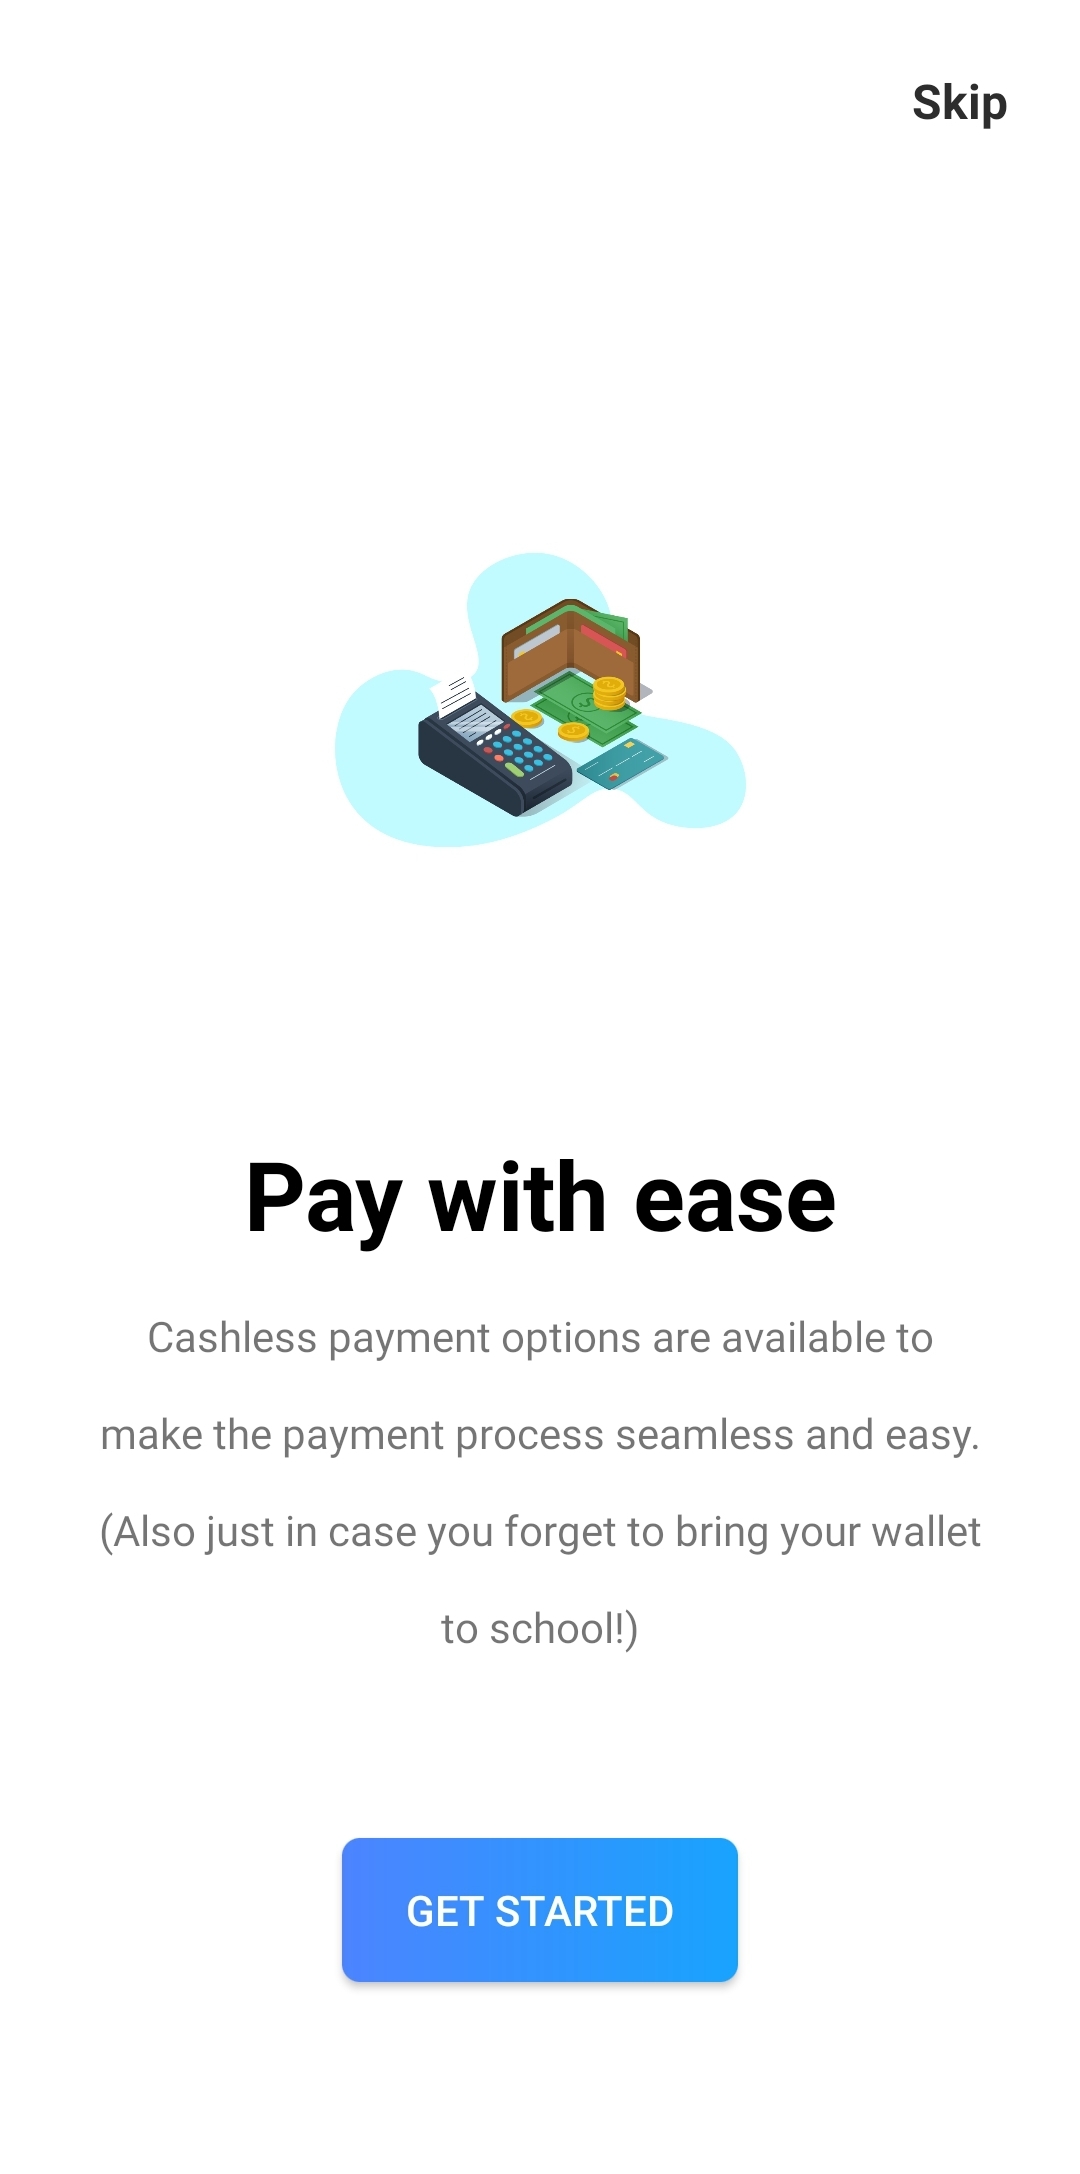 Skip
Pay with ease
Cashless payment options are available to
make the payment process seamless and easy.
(Also just in case you forget to bring your wallet
to school!)
GET STARTED